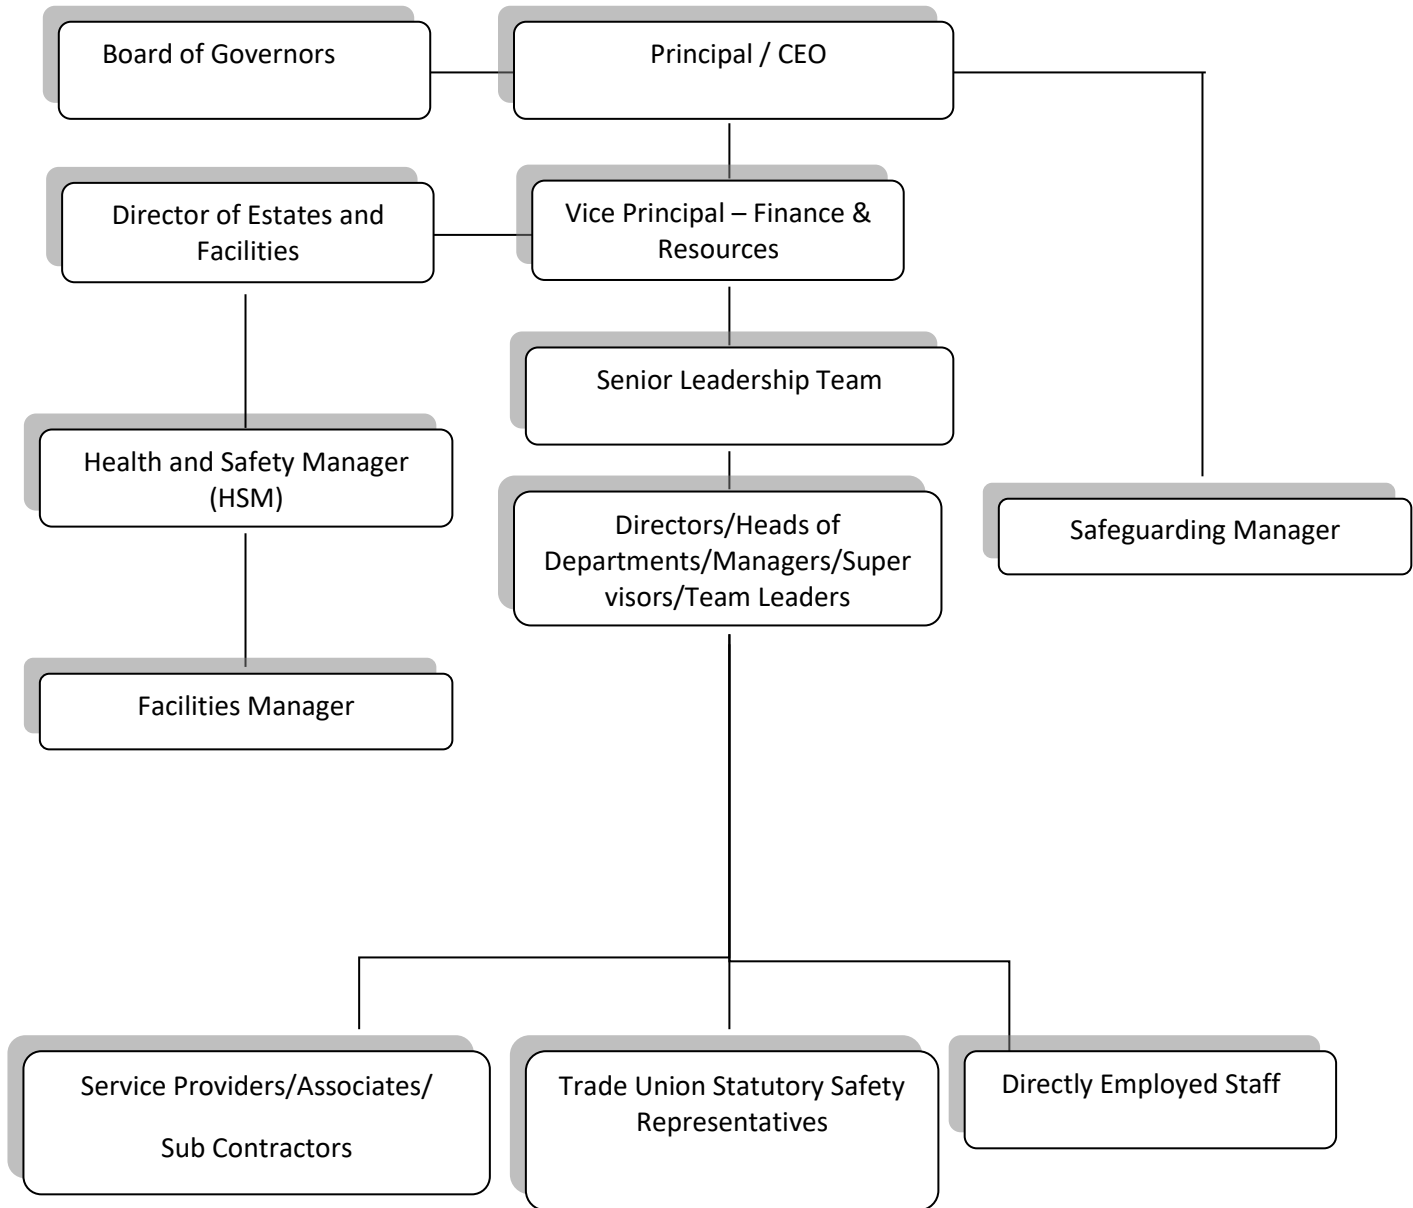 Board of Governors
Principal / CEO
Director of Estates and
Facilities
Vice Principal – Finance &
Resources
Senior Leadership Team
Health and Safety Manager
(HSM)
Directors/Heads of
Departments/Managers/Super
visors/Team Leaders
Safeguarding Manager
Facilities Manager
Service Providers/Associates/
Sub Contractors
Trade Union Statutory Safety
Representatives
Directly Employed Staff